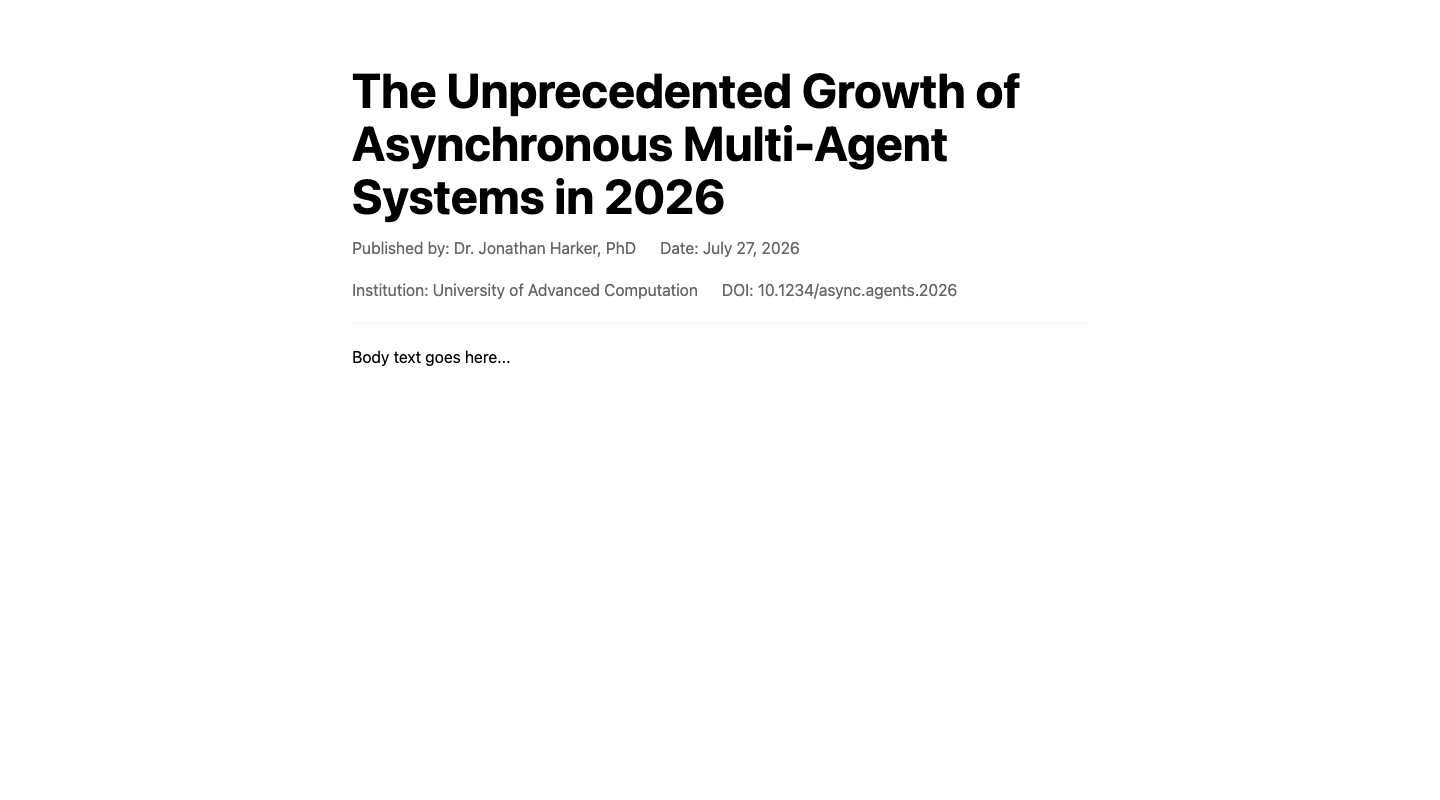 The Unprecedented Growth of
Asynchronous Multi-Agent
Systems in 2026
Published by: Dr. Jonathan Harker, PhD Date: July 27, 2026
Institution: University of Advanced Computation DOI: 10.1234/async.agents.2026
Body text goes here...